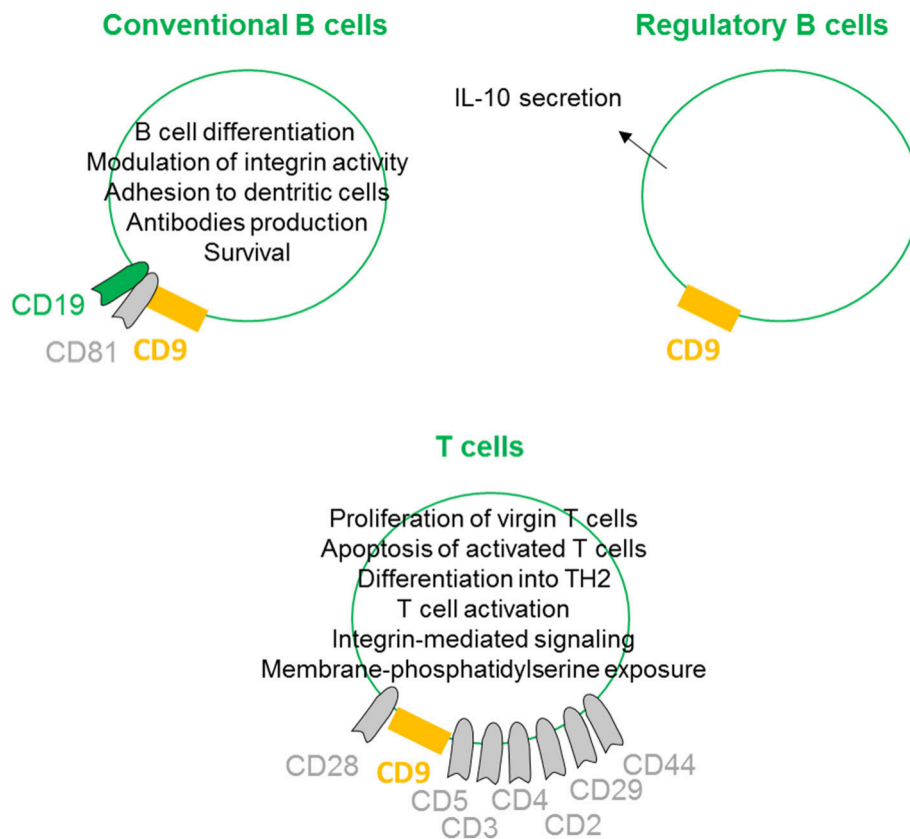 Conventional B cells
Regulatory B cells
IL-10 secretion
B cell differentiation
Modulation of integrin activity
Adhesion to dentritic cells
Antibodies production
Survival
CD19
CD81
CD9
CD9
T cells
Proliferation of virgin T cells
Apoptosis of activated T cells
Differentiation into TH2
T cell activation
Integrin-mediated signaling
Membrane-phosphatidylserine exposure
CD28
CD9
CD5
CD3
CD4
CD2
CD29
CD44